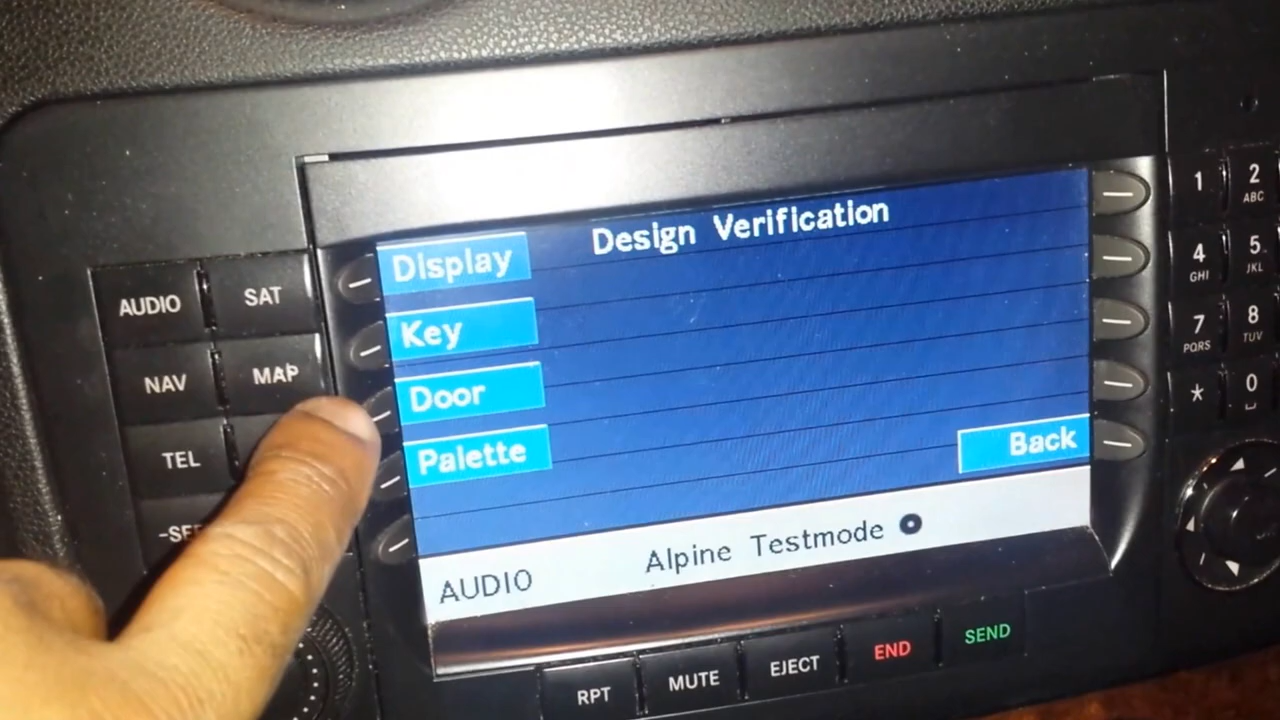 Design Verification
Display
Key
Door
Palette
Back
Alpine Testmode
AUDIO
AUDIO
SAT
NAV
MAP
TEL
1
2
ABC
4
GHI
5
JKL
7
PQRS
8
TUV
*
0
RPT
MUTE
EJECT
END
SEND